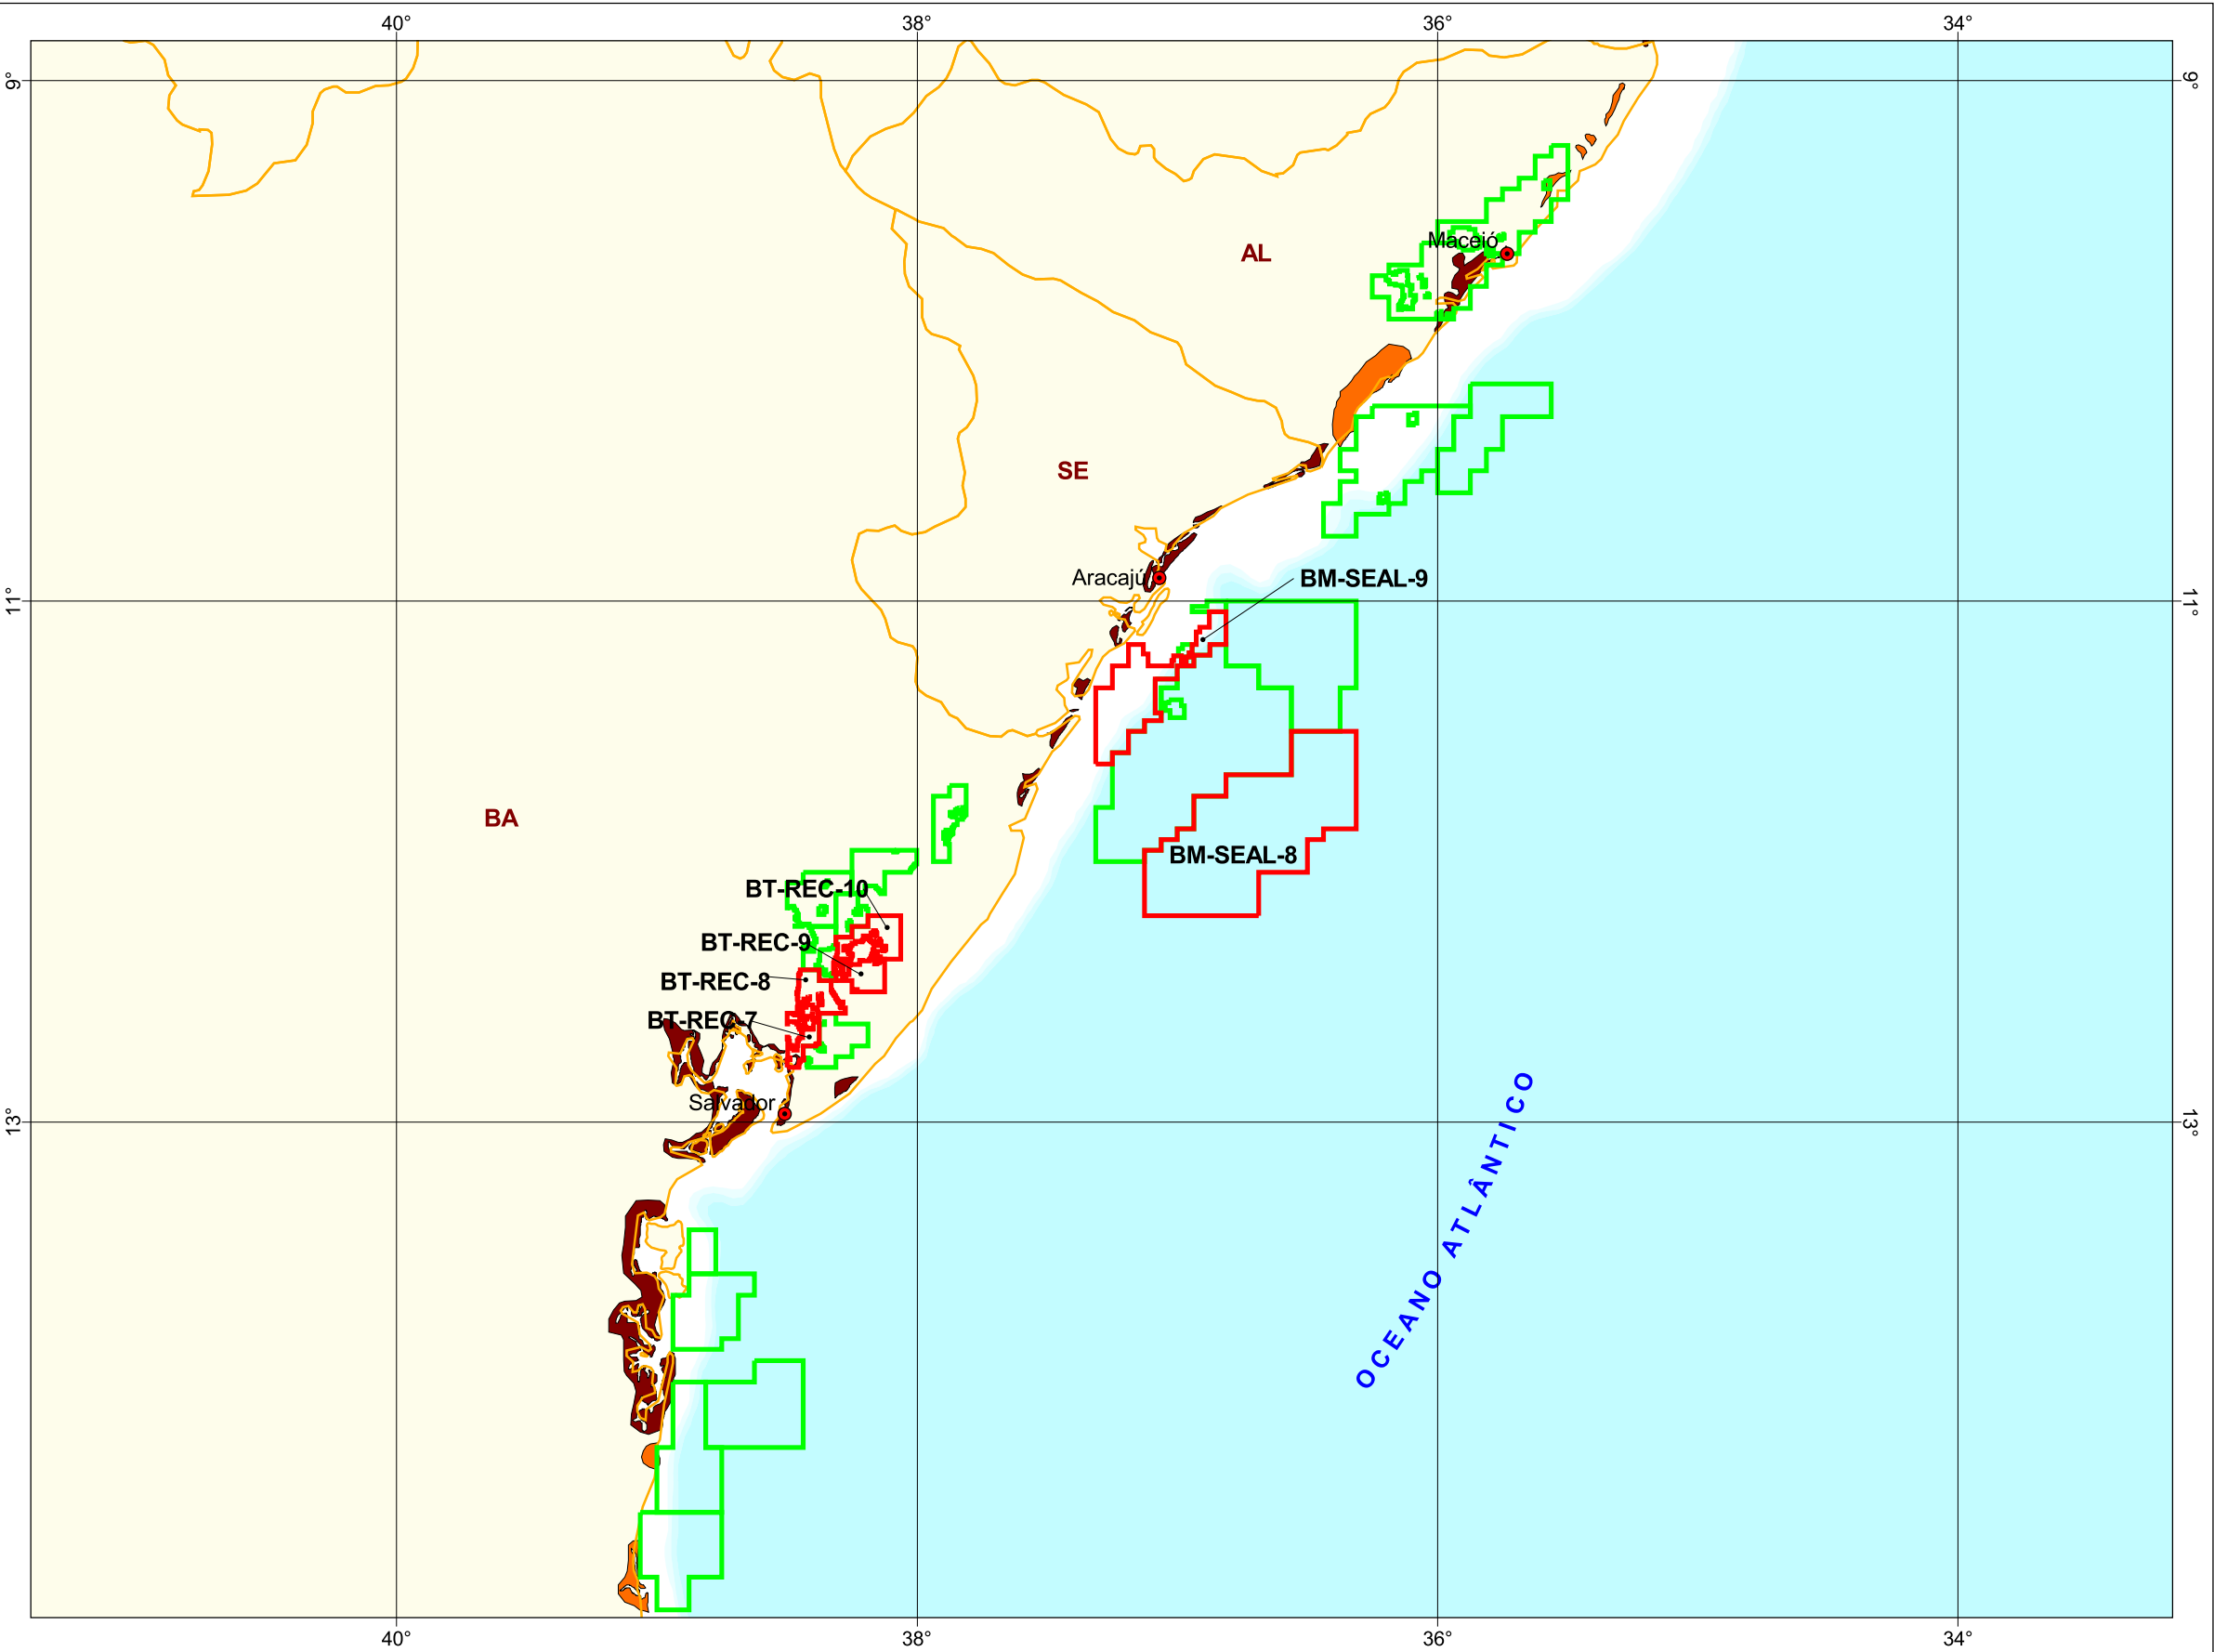 40° 38° 36° 34°
9° 9°
AL
Maceió
SE
Aracajú
BM-SEAL-9
11° 11°
BA
BM-SEAL-8
BT-REC-10
BT-REC-9
BT-REC-8
BT-REC-7
Salvador
13° 13°
OCEANO ATLÂNTICO
40° 38° 36° 34°